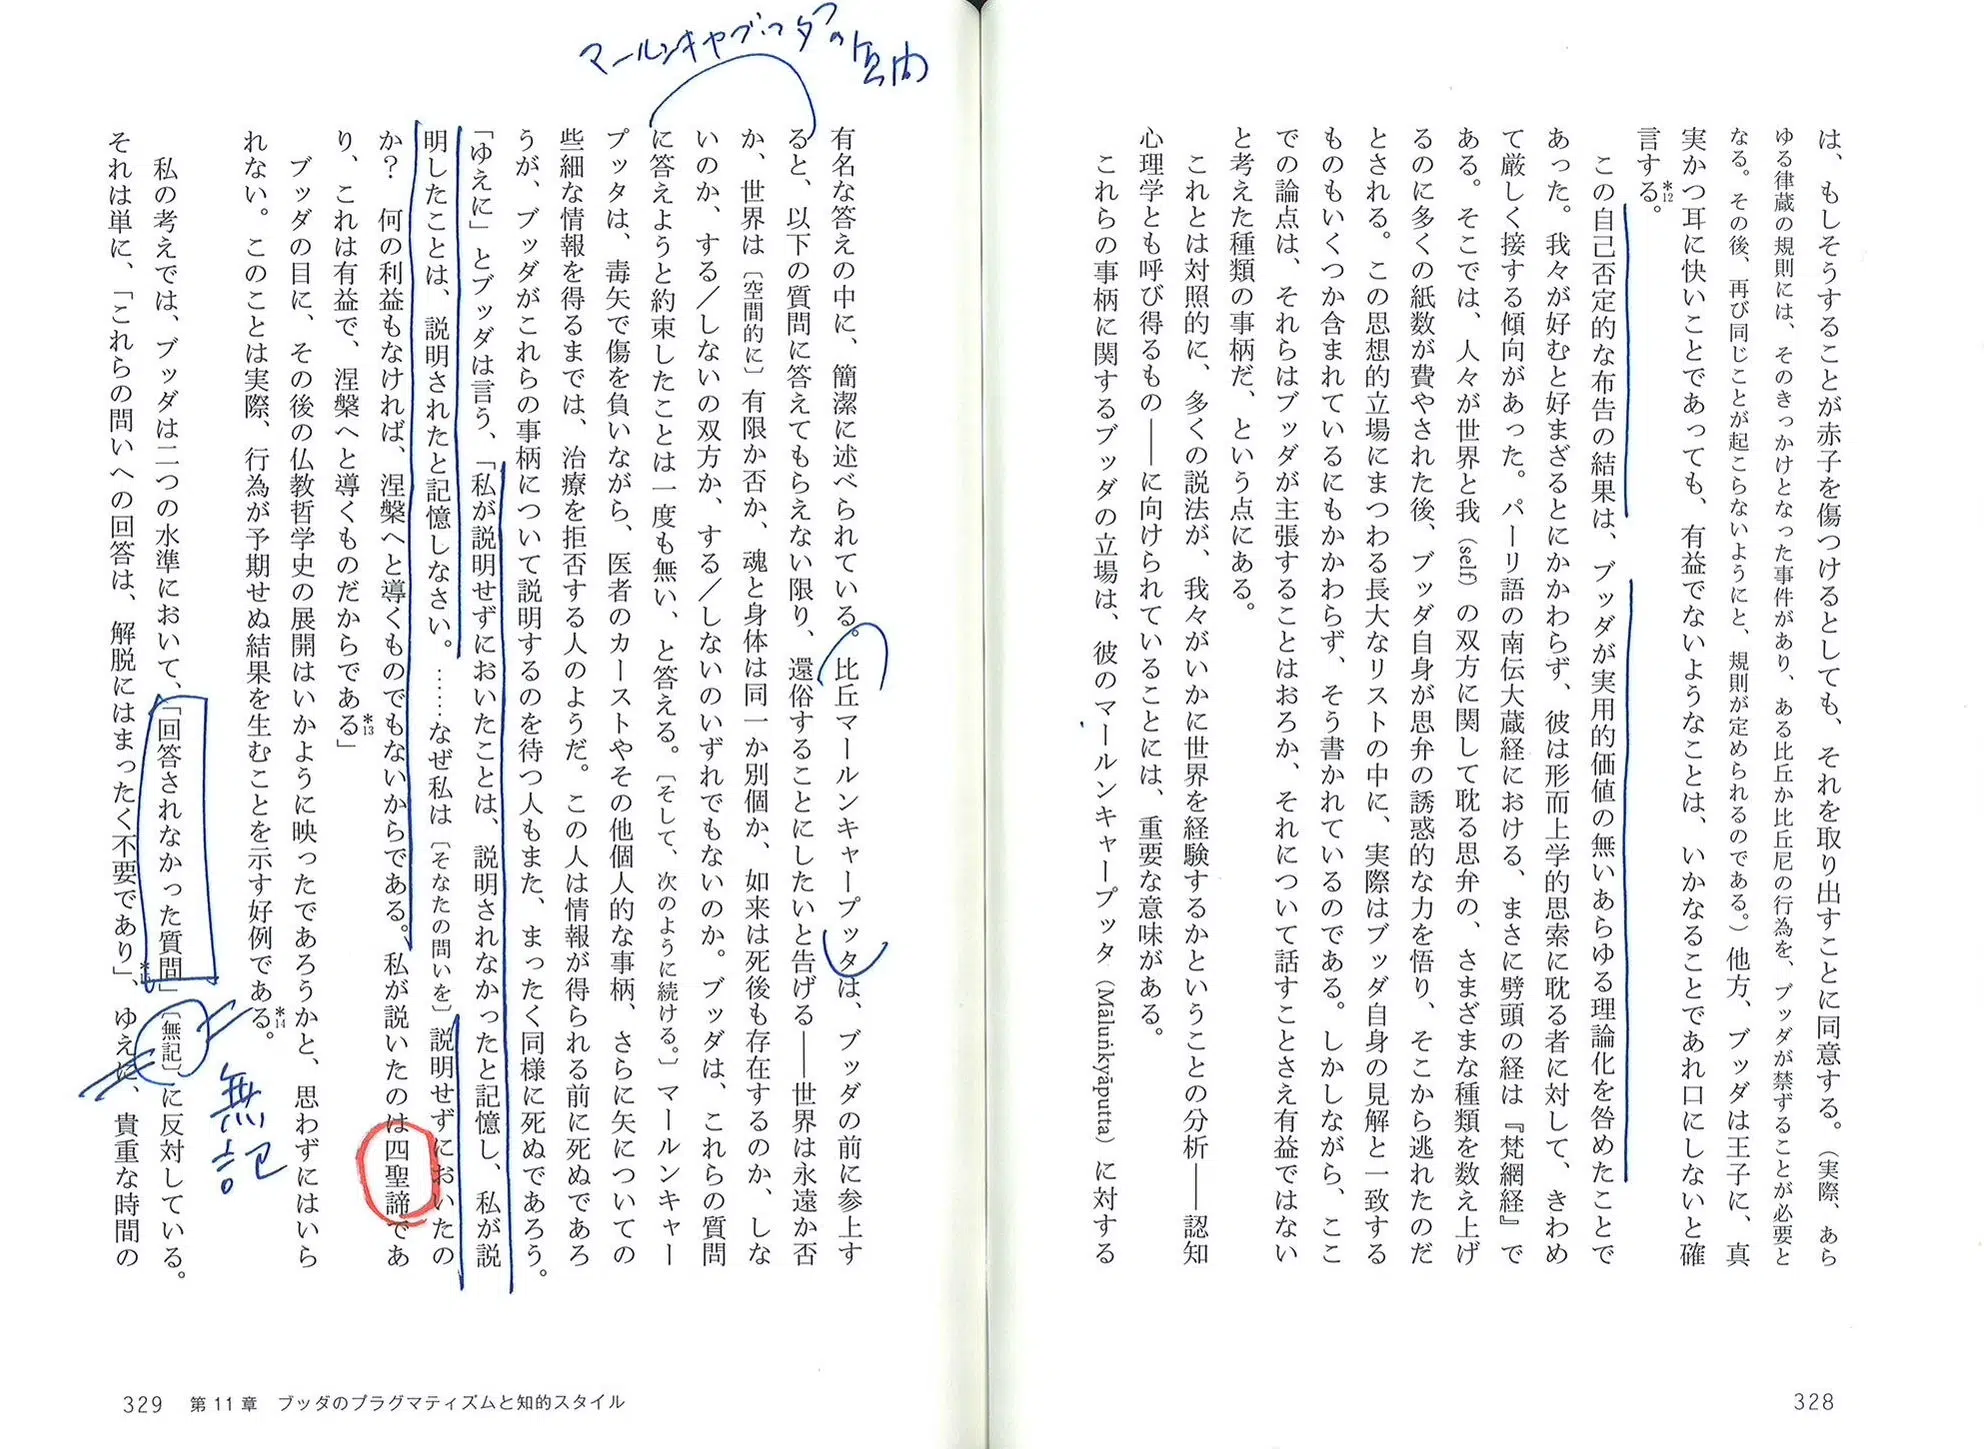 は、もしそうすることが赤子を傷つけるとしても、それを取り出すことに同意する。（実際、あら
ゆる律蔵の規則には、そのきっかけとなった事件があり、ある比丘か比丘尼の行為を、ブッダが禁ずることが必要と
なる。その後、再び同じことが起こらないようにと、規則が定められるのである。）他方、ブッダは王子に、真
実かつ耳に快いことであっても、有益でないようなことは、いかなることであれ口にしないと確
言する。*12
この自己否定的な布告の結果は、ブッダが実用的価値の無いあらゆる理論化を咎めたことで
あった。我々が好むと好まざるとにかかわらず、彼は形而上学的思索に耽る者に対して、きわめ
て厳しく接する傾向があった。パーリ語の南伝大蔵経における、まさに劈頭の経は『梵網経』で
ある。そこでは、人々が世界と我（self）の双方に関して耽る思弁の、さまざまな種類を数え上げ
るのに多くの紙数が費やされた後、ブッダ自身が思弁の誘惑的な力を悟り、そこから逃れたのだ
とされる。この思想的立場にまつわる長大なリストの中に、実際はブッダ自身の見解と一致する
ものもいくつか含まれているにもかかわらず、そう書かれているのである。しかしながら、ここ
での論点は、それらはブッダが主張することはおろか、それについて話すことさえ有益ではない
と考えた種類の事柄だ、という点にある。
これとは対照的に、多くの説法が、我々がいかに世界を経験するかということの分析――認知
心理学とも呼び得るもの――に向けられていることには、重要な意味がある。
これらの事柄に関するブッダの立場は、彼のマールンキャープッタ（Māluṅkyāputta）に対する
328
マールンキャプッタの質問
有名な答えの中に、簡潔に述べられている。比丘マールンキャープッタは、ブッダの前に参上す
ると、以下の質問に答えてもらえない限り、還俗することにしたいと告げる――世界は永遠か否
か、世界は〔空間的に〕有限か否か、魂と身体は同一か別個か、如来は死後も存在するのか、しな
いのか、する／しないの双方か、する／しないのいずれでもないのか。ブッダは、これらの質問
に答えようと約束したことは一度も無い、と答える。〔そして、次のように続ける。〕マールンキャー
プッタは、毒矢で傷を負いながら、医者のカーストやその他個人的な事柄、さらに矢についての
些細な情報を得るまでは、治療を拒否する人のようだ。この人は情報が得られる前に死ぬであろ
うが、ブッダがこれらの事柄について説明するのを待つ人もまた、まったく同様に死ぬであろう。
「ゆえに」とブッダは言う、「私が説明せずにおいたことは、説明されなかったと記憶し、私が説
明したことは、説明されたと記憶しなさい。……なぜ私は〔そなたの問いを〕説明せずにおいたの
か？　何の利益もなければ、涅槃へと導くものでもないからである。私が説いたのは四聖諦であ
り、これは有益で、涅槃へと導くものだからである」*13
ブッダの目に、その後の仏教哲学史の展開はいかように映ったであろうかと、思わずにはいら
れない。このことは実際、行為が予期せぬ結果を生むことを示す好例である。*14
無記
私の考えでは、ブッダは二つの水準において、「回答されなかった質問」〔無記〕に反対している。
それは単に、「これらの問いへの回答は、解脱にはまったく不要であり」、ゆえに、貴重な時間の
329　第11章　ブッダのプラグマティズムと知的スタイル